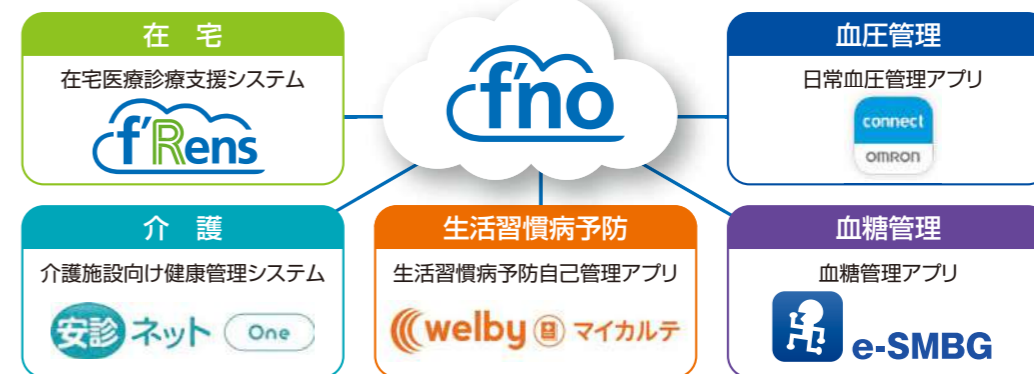 在 宅
在宅医療診療支援システム
f'Rens
f'no
血圧管理
日常血圧管理アプリ
connect
OMRON
介 護
介護施設向け健康管理システム
安診ネット One
生活習慣病予防
生活習慣病予防自己管理アプリ
welby マイカルテ
血糖管理
血糖管理アプリ
e-SMBG